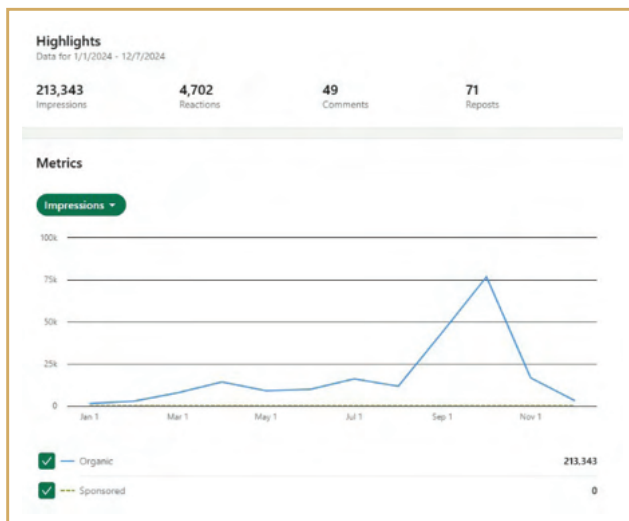 Highlights
Data for 1/1/2024 - 12/7/2024
213,343 4,702 49 71
Impressions Reactions Comments Reposts
Metrics
Impressions
100k
75k
50k
25k
0
Jan 1 Mar 1 May 1 Jul 1 Sep 1 Nov 1
Organic 213,343
Sponsored 0